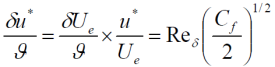 δu*/ϑ = δU_e/ϑ × u*/U_e = Re_δ (C_f/2)^{1/2}